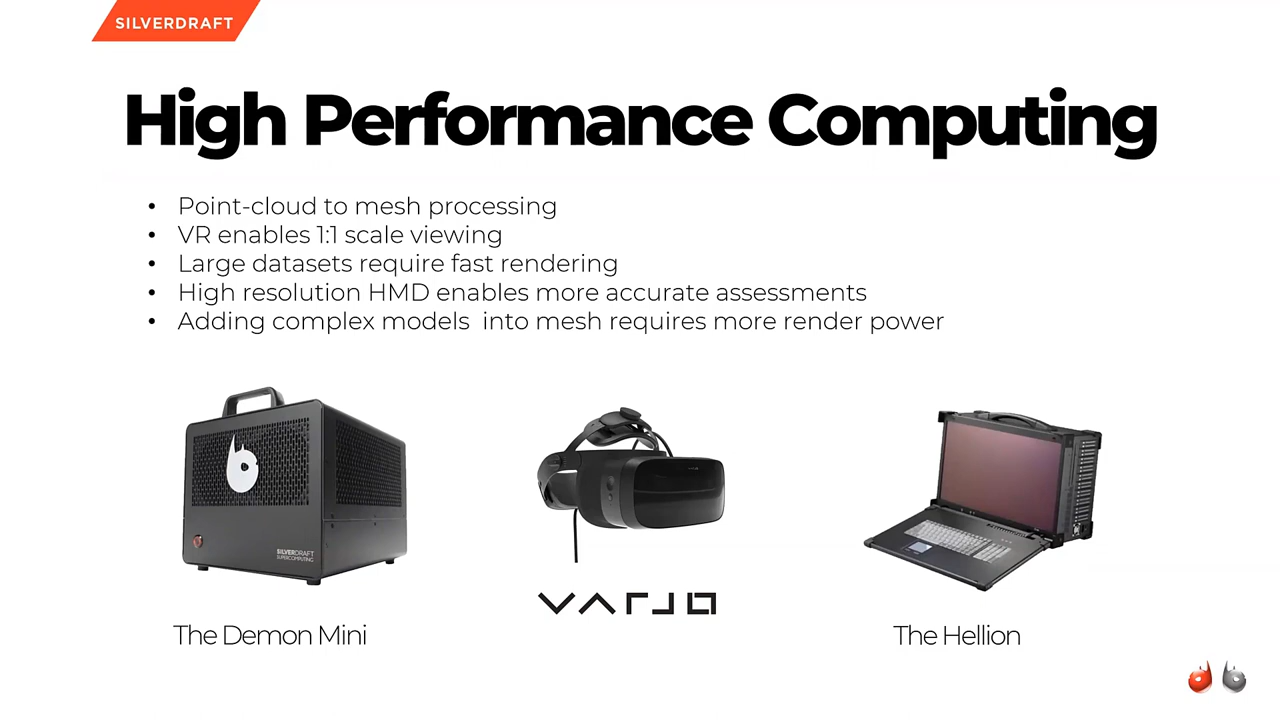 SILVERDRAFT
High Performance Computing
• Point-cloud to mesh processing
• VR enables 1:1 scale viewing
• Large datasets require fast rendering
• High resolution HMD enables more accurate assessments
• Adding complex models  into mesh requires more render power
SILVERDRAFT
SUPERCOMPUTING
VARJO
The Demon Mini
The Hellion